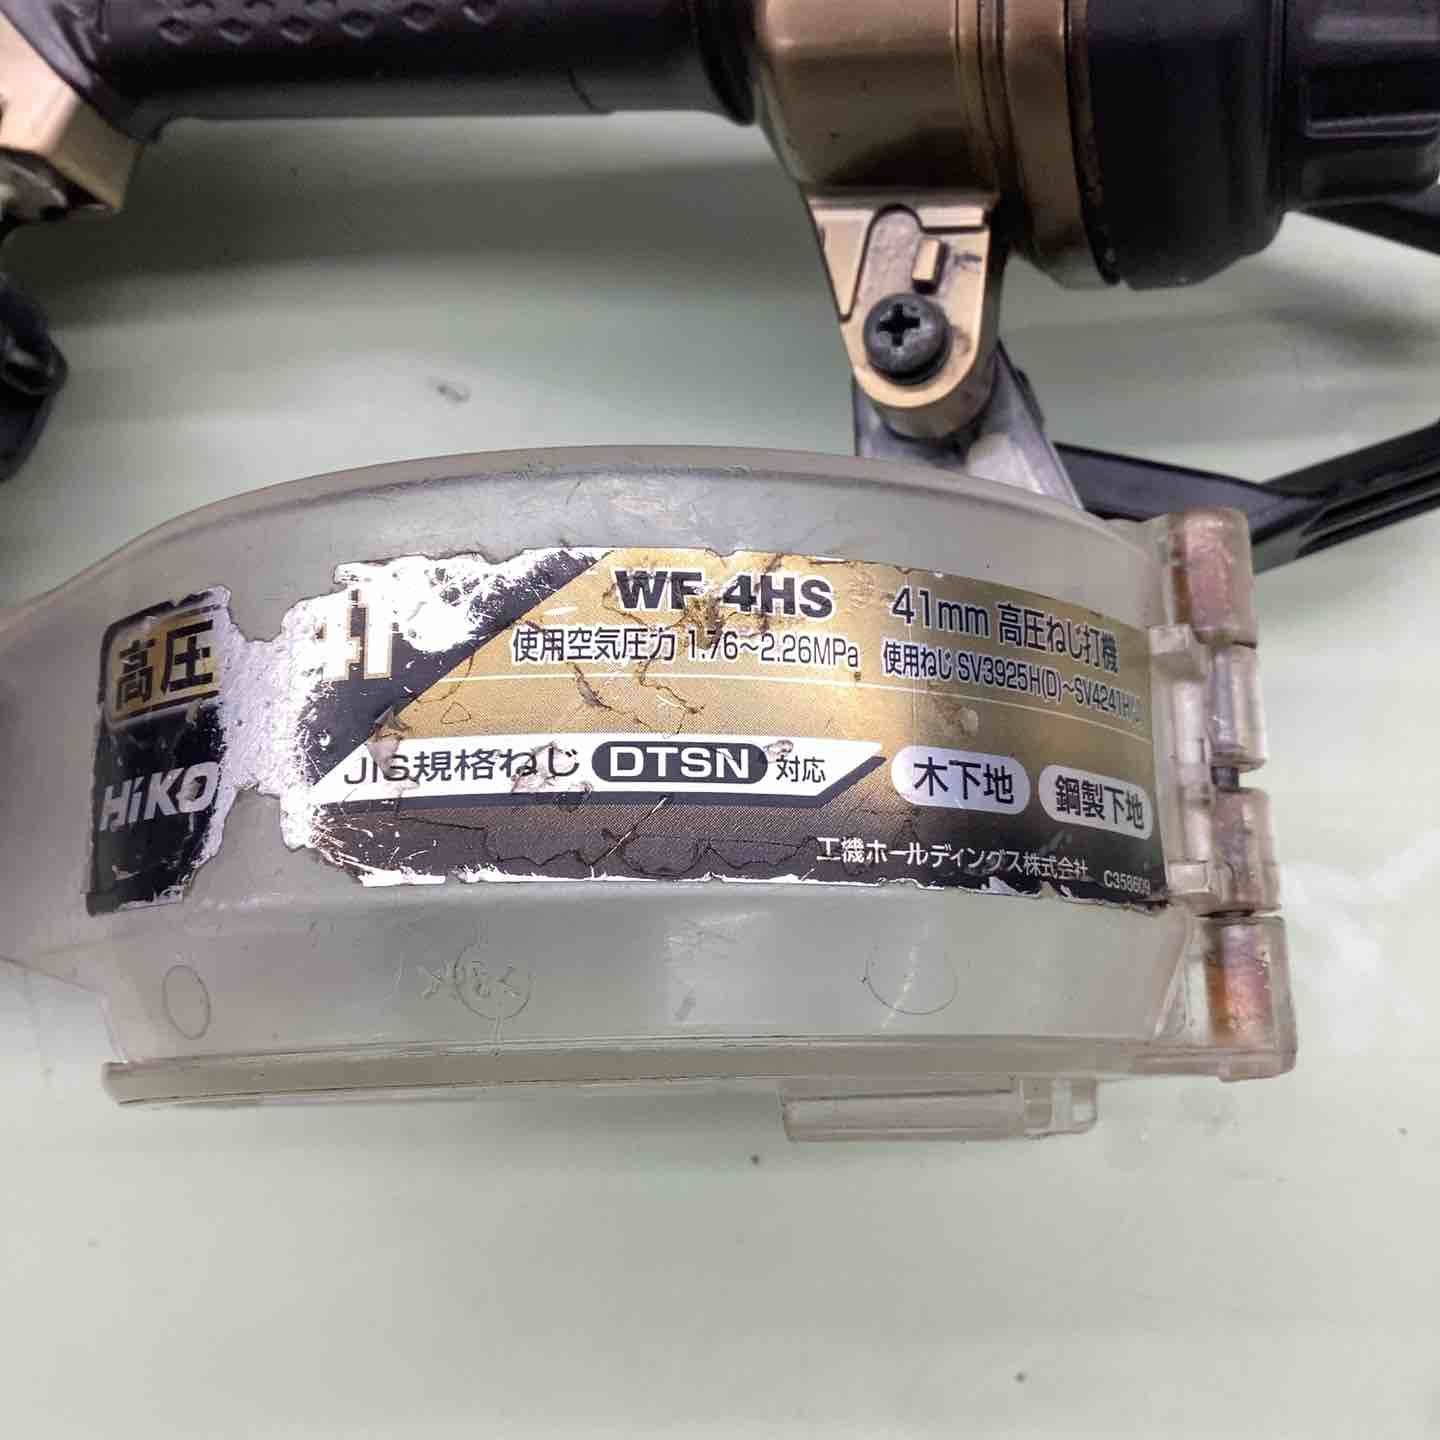 高圧
41
HiKO
WF 4HS
41mm 高圧ねじ打機
使用空気圧力 1.76～2.26MPa
使用ねじ SV3925H(D)～SV4241H
JIS規格ねじ DTSN 対応
木下地
鋼製下地
工機ホールディングス株式会社 C358609